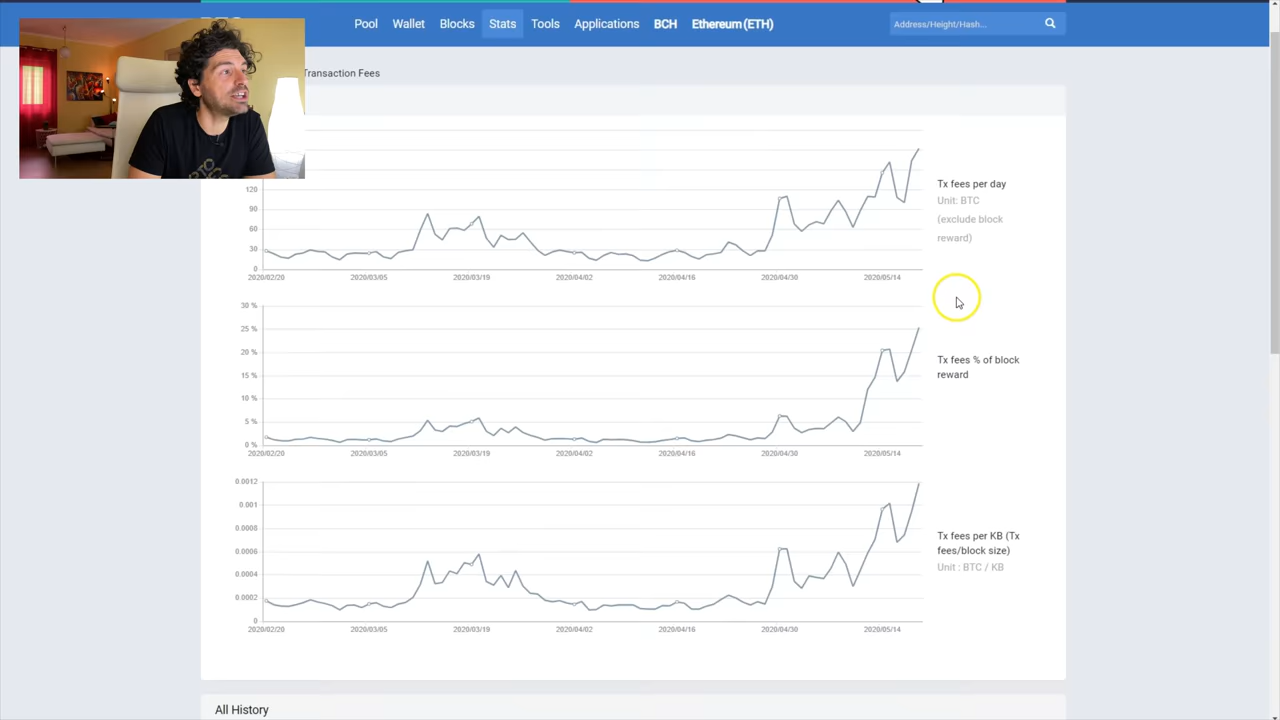 Pool Wallet Blocks Stats Tools Applications BCH Ethereum (ETH) Address/Height/Hash...
Transaction Fees
120
90
60
30
0
2020/02/20 2020/03/05 2020/03/19 2020/04/02 2020/04/16 2020/04/30 2020/05/14
Tx fees per day
Unit: BTC
(exclude block
reward)
30 %
25 %
20 %
15 %
10 %
5 %
0 %
2020/02/20 2020/03/05 2020/03/19 2020/04/02 2020/04/16 2020/04/30 2020/05/14
Tx fees % of block
reward
0.0012
0.001
0.0008
0.0006
0.0004
0.0002
0
2020/02/20 2020/03/05 2020/03/19 2020/04/02 2020/04/16 2020/04/30 2020/05/14
Tx fees per KB (Tx
fees/block size)
Unit : BTC / KB
All History